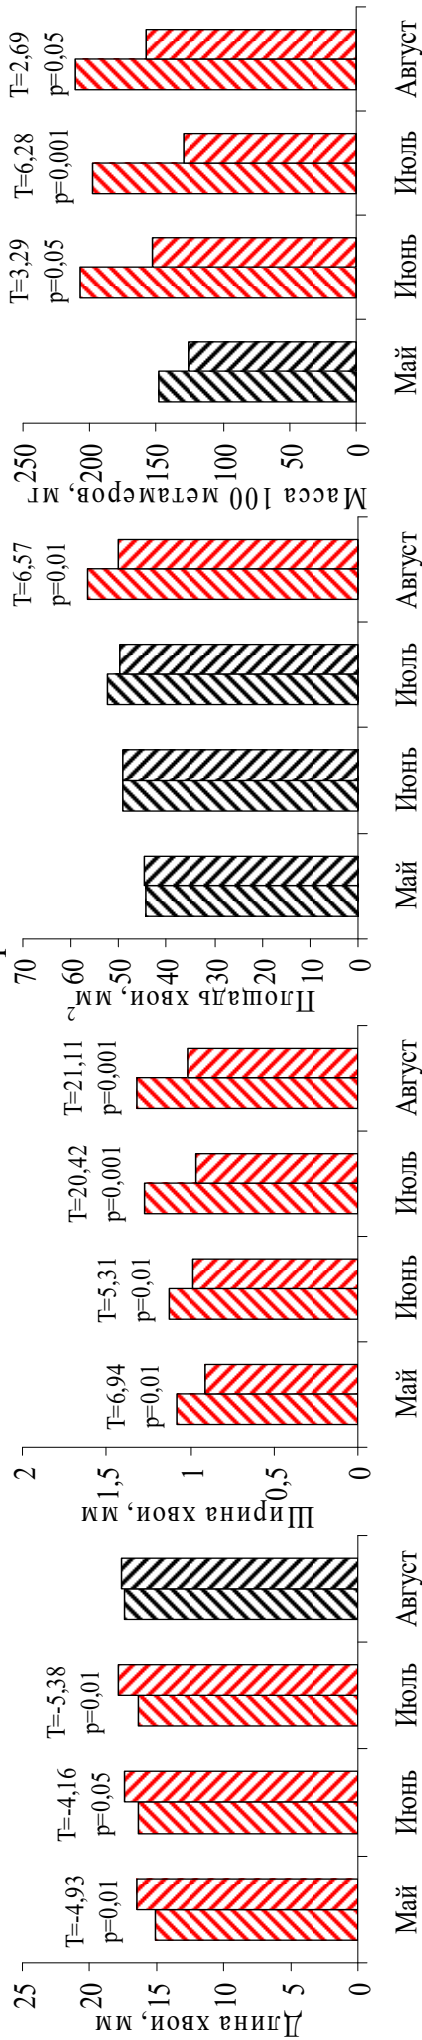 Длина хвои, мм
25
20
15
10
5
0
T=-4,93
p=0,01
T=-4,16
p=0,05
T=-5,38
p=0,01
Май
Июнь
Июль
Август
Ширина хвои, мм
2
1,5
1
0,5
0
T=6,94
p=0,01
T=5,31
p=0,01
T=20,42
p=0,001
T=21,11
p=0,001
Май
Июнь
Июль
Август
Площадь хвои, мм²
70
60
50
40
30
20
10
0
T=6,57
p=0,01
Май
Июнь
Июль
Август
Масса 100 метамеров, мг
250
200
150
100
50
0
T=3,29
p=0,05
T=6,28
p=0,001
T=2,69
p=0,05
Май
Июнь
Июль
Август